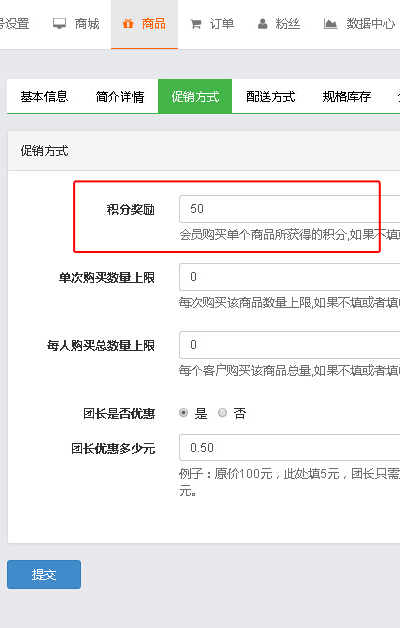 号设置 商城 商品 订单 粉丝 数据中心
基本信息 简介详情 促销方式 配送方式 规格库存
促销方式
积分奖励 50
会员购买单个商品所获得的积分,如果不填
单次购买数量上限 0
每次购买该商品数量上限,如果不填或者填
每人购买总数量上限 0
每个客户购买该商品总量,如果不填或者填
团长是否优惠 是 否
团长优惠多少元 0.50
例子：原价100元，此处填5元，团长只需
元。
提交